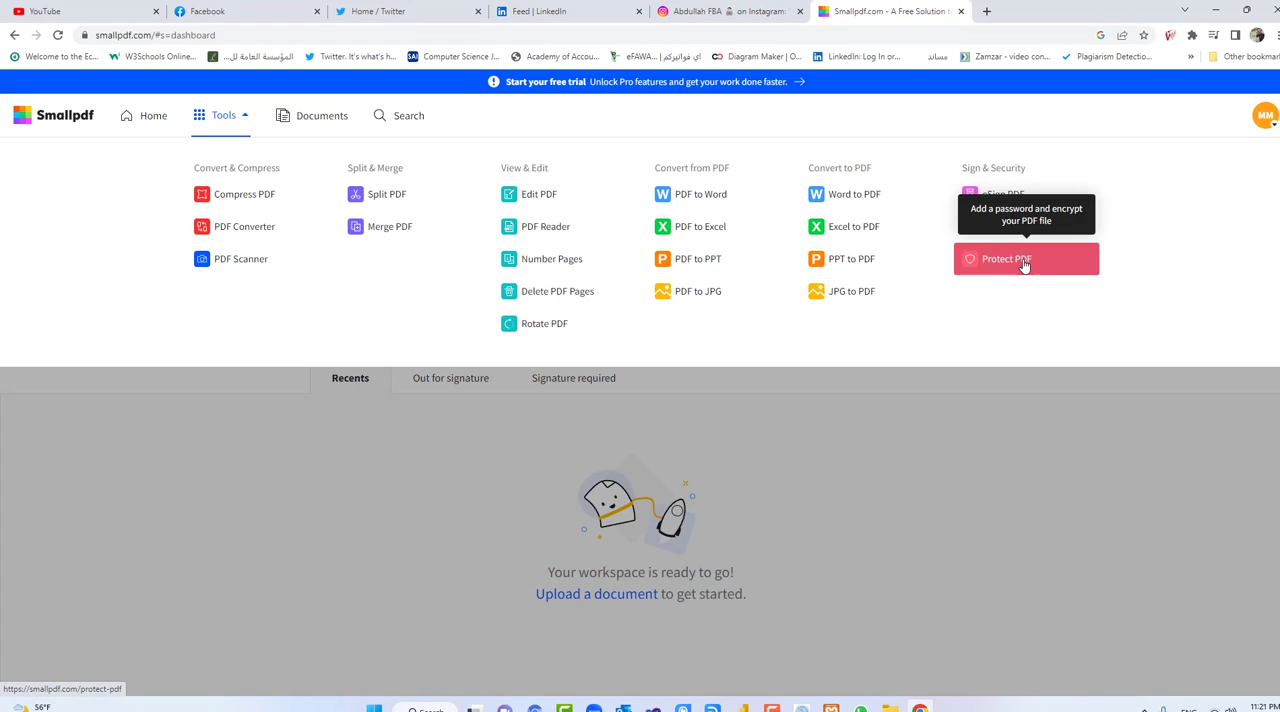 YouTube
Facebook
Home / Twitter
Feed | LinkedIn
Abdullah FBA on Instagram:
Smallpdf.com - A Free Solution t
smallpdf.com/#s=dashboard
Welcome to the Ec...
W3Schools Online...
المؤسسة العامة لل...
Twitter. It's what's h...
Computer Science J...
Academy of Accou...
eFAWA... | اي فواتيركم
Diagram Maker | O...
LinkedIn: Log In or...
مساند
Zamzar - video con...
Plagiarism Detectio...
»
Other bookmar
Start your free trial Unlock Pro features and get your work done faster. →
Smallpdf
Home
Tools
Documents
Search
MM
Convert & Compress
Compress PDF
PDF Converter
PDF Scanner
Split & Merge
Split PDF
Merge PDF
View & Edit
Edit PDF
PDF Reader
Number Pages
Delete PDF Pages
Rotate PDF
Convert from PDF
PDF to Word
PDF to Excel
PDF to PPT
PDF to JPG
Convert to PDF
Word to PDF
Excel to PDF
PPT to PDF
JPG to PDF
Sign & Security
eSign PDF
Add a password and encrypt
your PDF file
Protect PDF
Recents
Out for signature
Signature required
Your workspace is ready to go!
Upload a document to get started.
https://smallpdf.com/protect-pdf
56°F
Search
11:21 PM